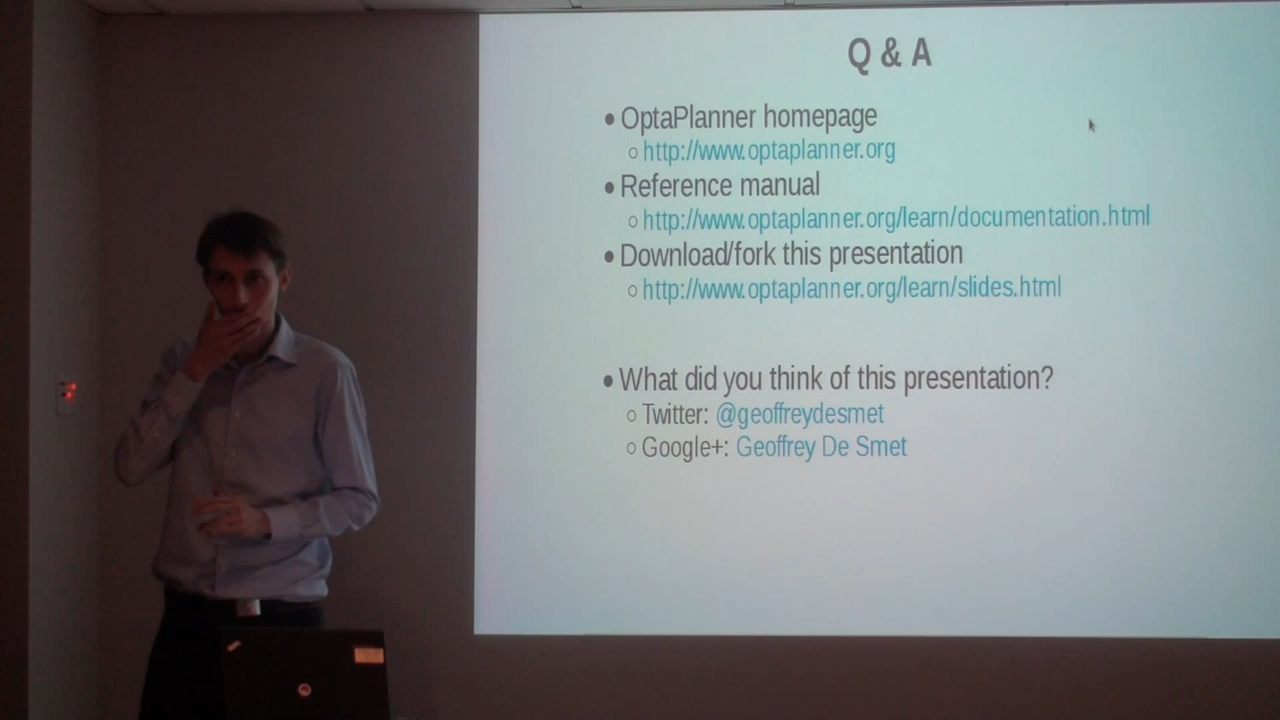 Q & A
• OptaPlanner homepage
○ http://www.optaplanner.org
• Reference manual
○ http://www.optaplanner.org/learn/documentation.html
• Download/fork this presentation
○ http://www.optaplanner.org/learn/slides.html
• What did you think of this presentation?
○ Twitter: @geoffreydesmet
○ Google+: Geoffrey De Smet